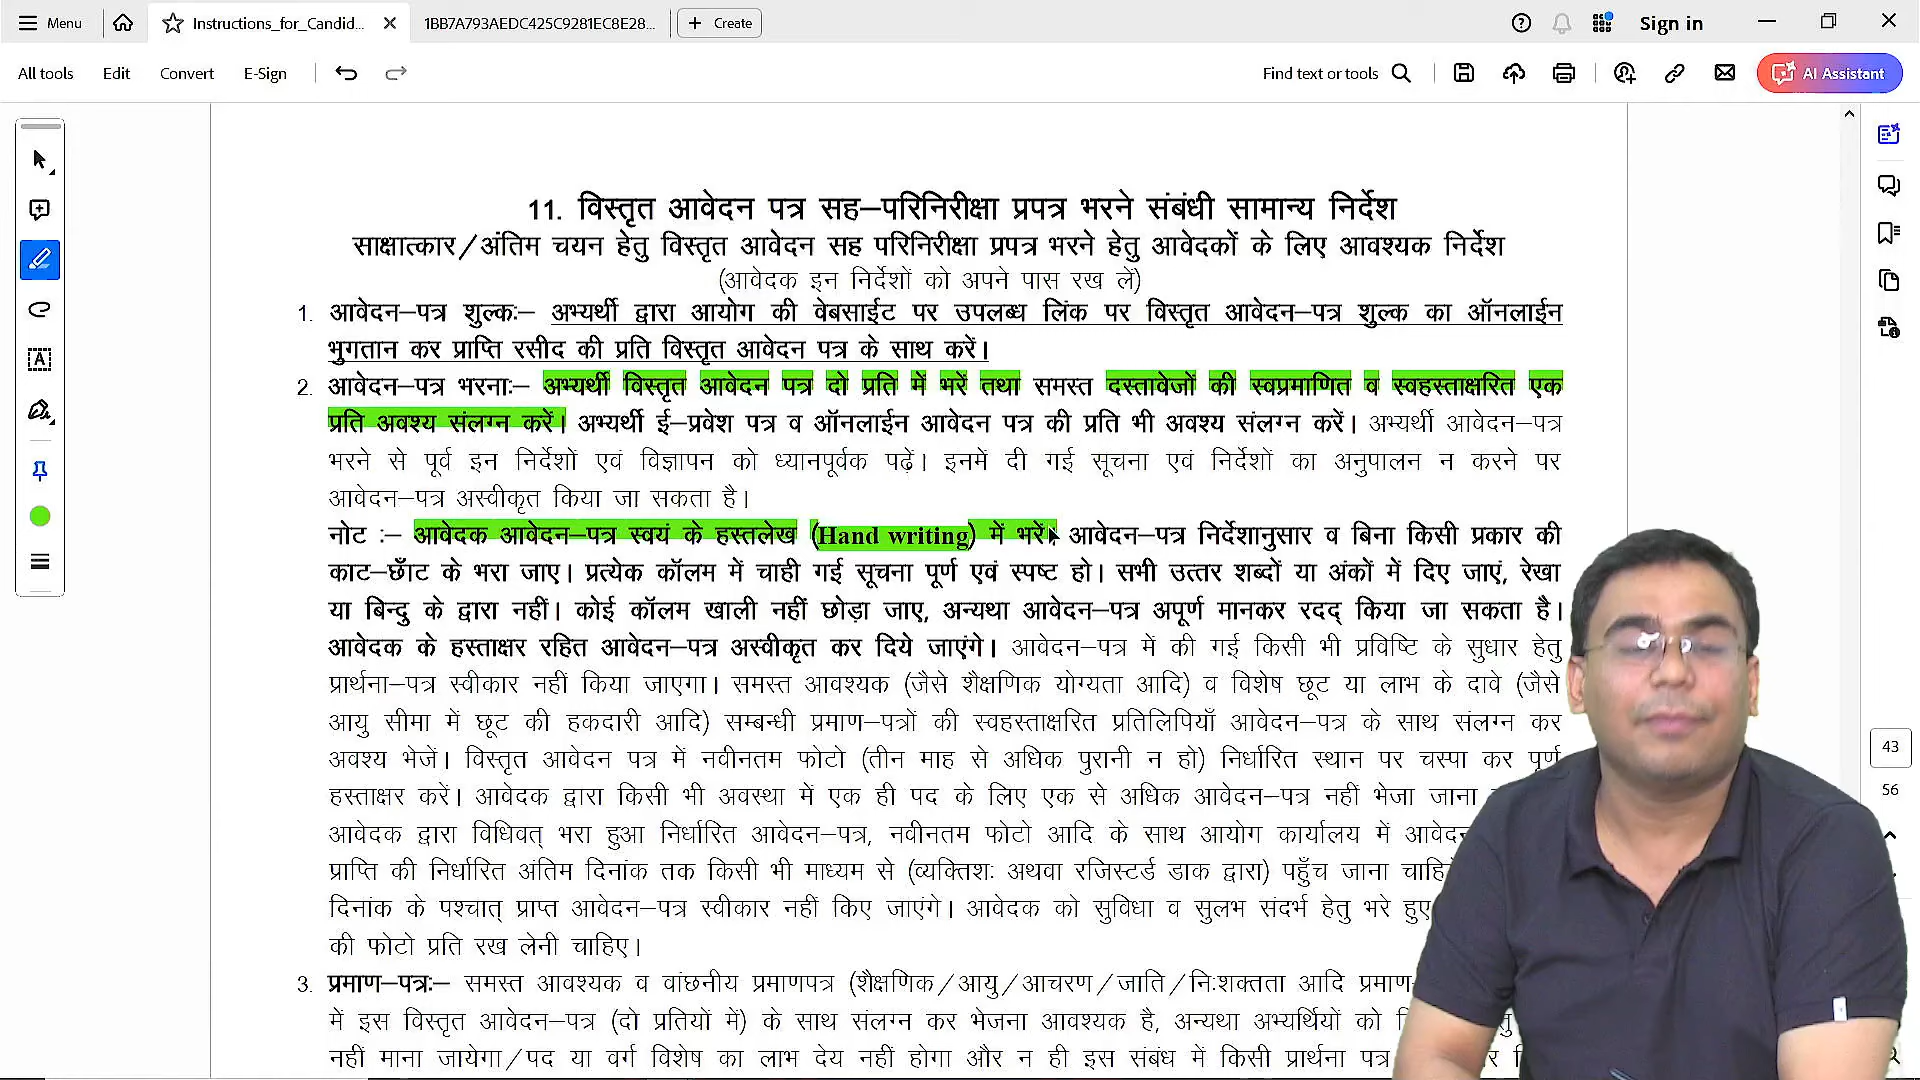 Menu
Instructions_for_Candid...
1BB7A793AEDC425C9281EC8E28...
Create
Sign in
All tools
Edit
Convert
E-Sign
Find text or tools
AI Assistant
11. विस्तृत आवेदन पत्र सह–परिनिरीक्षा प्रपत्र भरने संबंधी सामान्य निर्देश
साक्षात्कार/अंतिम चयन हेतु विस्तृत आवेदन सह परिनिरीक्षा प्रपत्र भरने हेतु आवेदकों के लिए आवश्यक निर्देश
(आवेदक इन निर्देशों को अपने पास रख लें)
1. आवेदन–पत्र शुल्कः– अभ्यर्थी द्वारा आयोग की वेबसाईट पर उपलब्ध लिंक पर विस्तृत आवेदन–पत्र शुल्क का ऑनलाईन
भुगतान कर प्राप्ति रसीद की प्रति विस्तृत आवेदन पत्र के साथ करें।
2. आवेदन–पत्र भरनाः– अभ्यर्थी विस्तृत आवेदन पत्र दो प्रति में भरें तथा समस्त दस्तावेजों की स्वप्रमाणित व स्वहस्ताक्षरित एक
प्रति अवश्य संलग्न करें। अभ्यर्थी ई–प्रवेश पत्र व ऑनलाईन आवेदन पत्र की प्रति भी अवश्य संलग्न करें। अभ्यर्थी आवेदन–पत्र
भरने से पूर्व इन निर्देशों एवं विज्ञापन को ध्यानपूर्वक पढ़ें। इनमें दी गई सूचना एवं निर्देशों का अनुपालन न करने पर
आवेदन–पत्र अस्वीकृत किया जा सकता है।
नोट :– आवेदक आवेदन–पत्र स्वयं के हस्तलेख (Hand writing) में भरें। आवेदन–पत्र निर्देशानुसार व बिना किसी प्रकार की
काट–छाँट के भरा जाए। प्रत्येक कॉलम में चाही गई सूचना पूर्ण एवं स्पष्ट हो। सभी उत्तर शब्दों या अंकों में दिए जाएं, रेखा
या बिन्दु के द्वारा नहीं। कोई कॉलम खाली नहीं छोड़ा जाए, अन्यथा आवेदन–पत्र अपूर्ण मानकर रदद् किया जा सकता है।
आवेदक के हस्ताक्षर रहित आवेदन–पत्र अस्वीकृत कर दिये जाएंगे। आवेदन–पत्र में की गई किसी भी प्रविष्टि के सुधार हेतु
प्रार्थना–पत्र स्वीकार नहीं किया जाएगा। समस्त आवश्यक (जैसे शैक्षणिक योग्यता आदि) व विशेष छूट या लाभ के दावे (जैसे
आयु सीमा में छूट की हकदारी आदि) सम्बन्धी प्रमाण–पत्रों की स्वहस्ताक्षरित प्रतिलिपियाँ आवेदन–पत्र के साथ संलग्न कर
अवश्य भेजें। विस्तृत आवेदन पत्र में नवीनतम फोटो (तीन माह से अधिक पुरानी न हो) निर्धारित स्थान पर चस्पा कर पूर्ण
हस्ताक्षर करें। आवेदक द्वारा किसी भी अवस्था में एक ही पद के लिए एक से अधिक आवेदन–पत्र नहीं भेजा जाना
आवेदक द्वारा विधिवत् भरा हुआ निर्धारित आवेदन–पत्र, नवीनतम फोटो आदि के साथ आयोग कार्यालय में आवेदन
प्राप्ति की निर्धारित अंतिम दिनांक तक किसी भी माध्यम से (व्यक्तिशः अथवा रजिस्टर्ड डाक द्वारा) पहुँच जाना
दिनांक के पश्चात् प्राप्त आवेदन–पत्र स्वीकार नहीं किए जाएंगे। आवेदक को सुविधा व सुलभ संदर्भ हेतु भरे हुए
की फोटो प्रति रख लेनी चाहिए।
3. प्रमाण–पत्रः– समस्त आवश्यक व वांछनीय प्रमाणपत्र (शैक्षणिक/आयु/आचरण/जाति/निःशक्तता आदि प्रमाण
में इस विस्तृत आवेदन–पत्र (दो प्रतियों में) के साथ संलग्न कर भेजना आवश्यक है, अन्यथा अभ्यर्थियों को
नहीं माना जायेगा/पद या वर्ग विशेष का लाभ देय नहीं होगा और न ही इस संबंध में किसी प्रार्थना पत्र
43
56